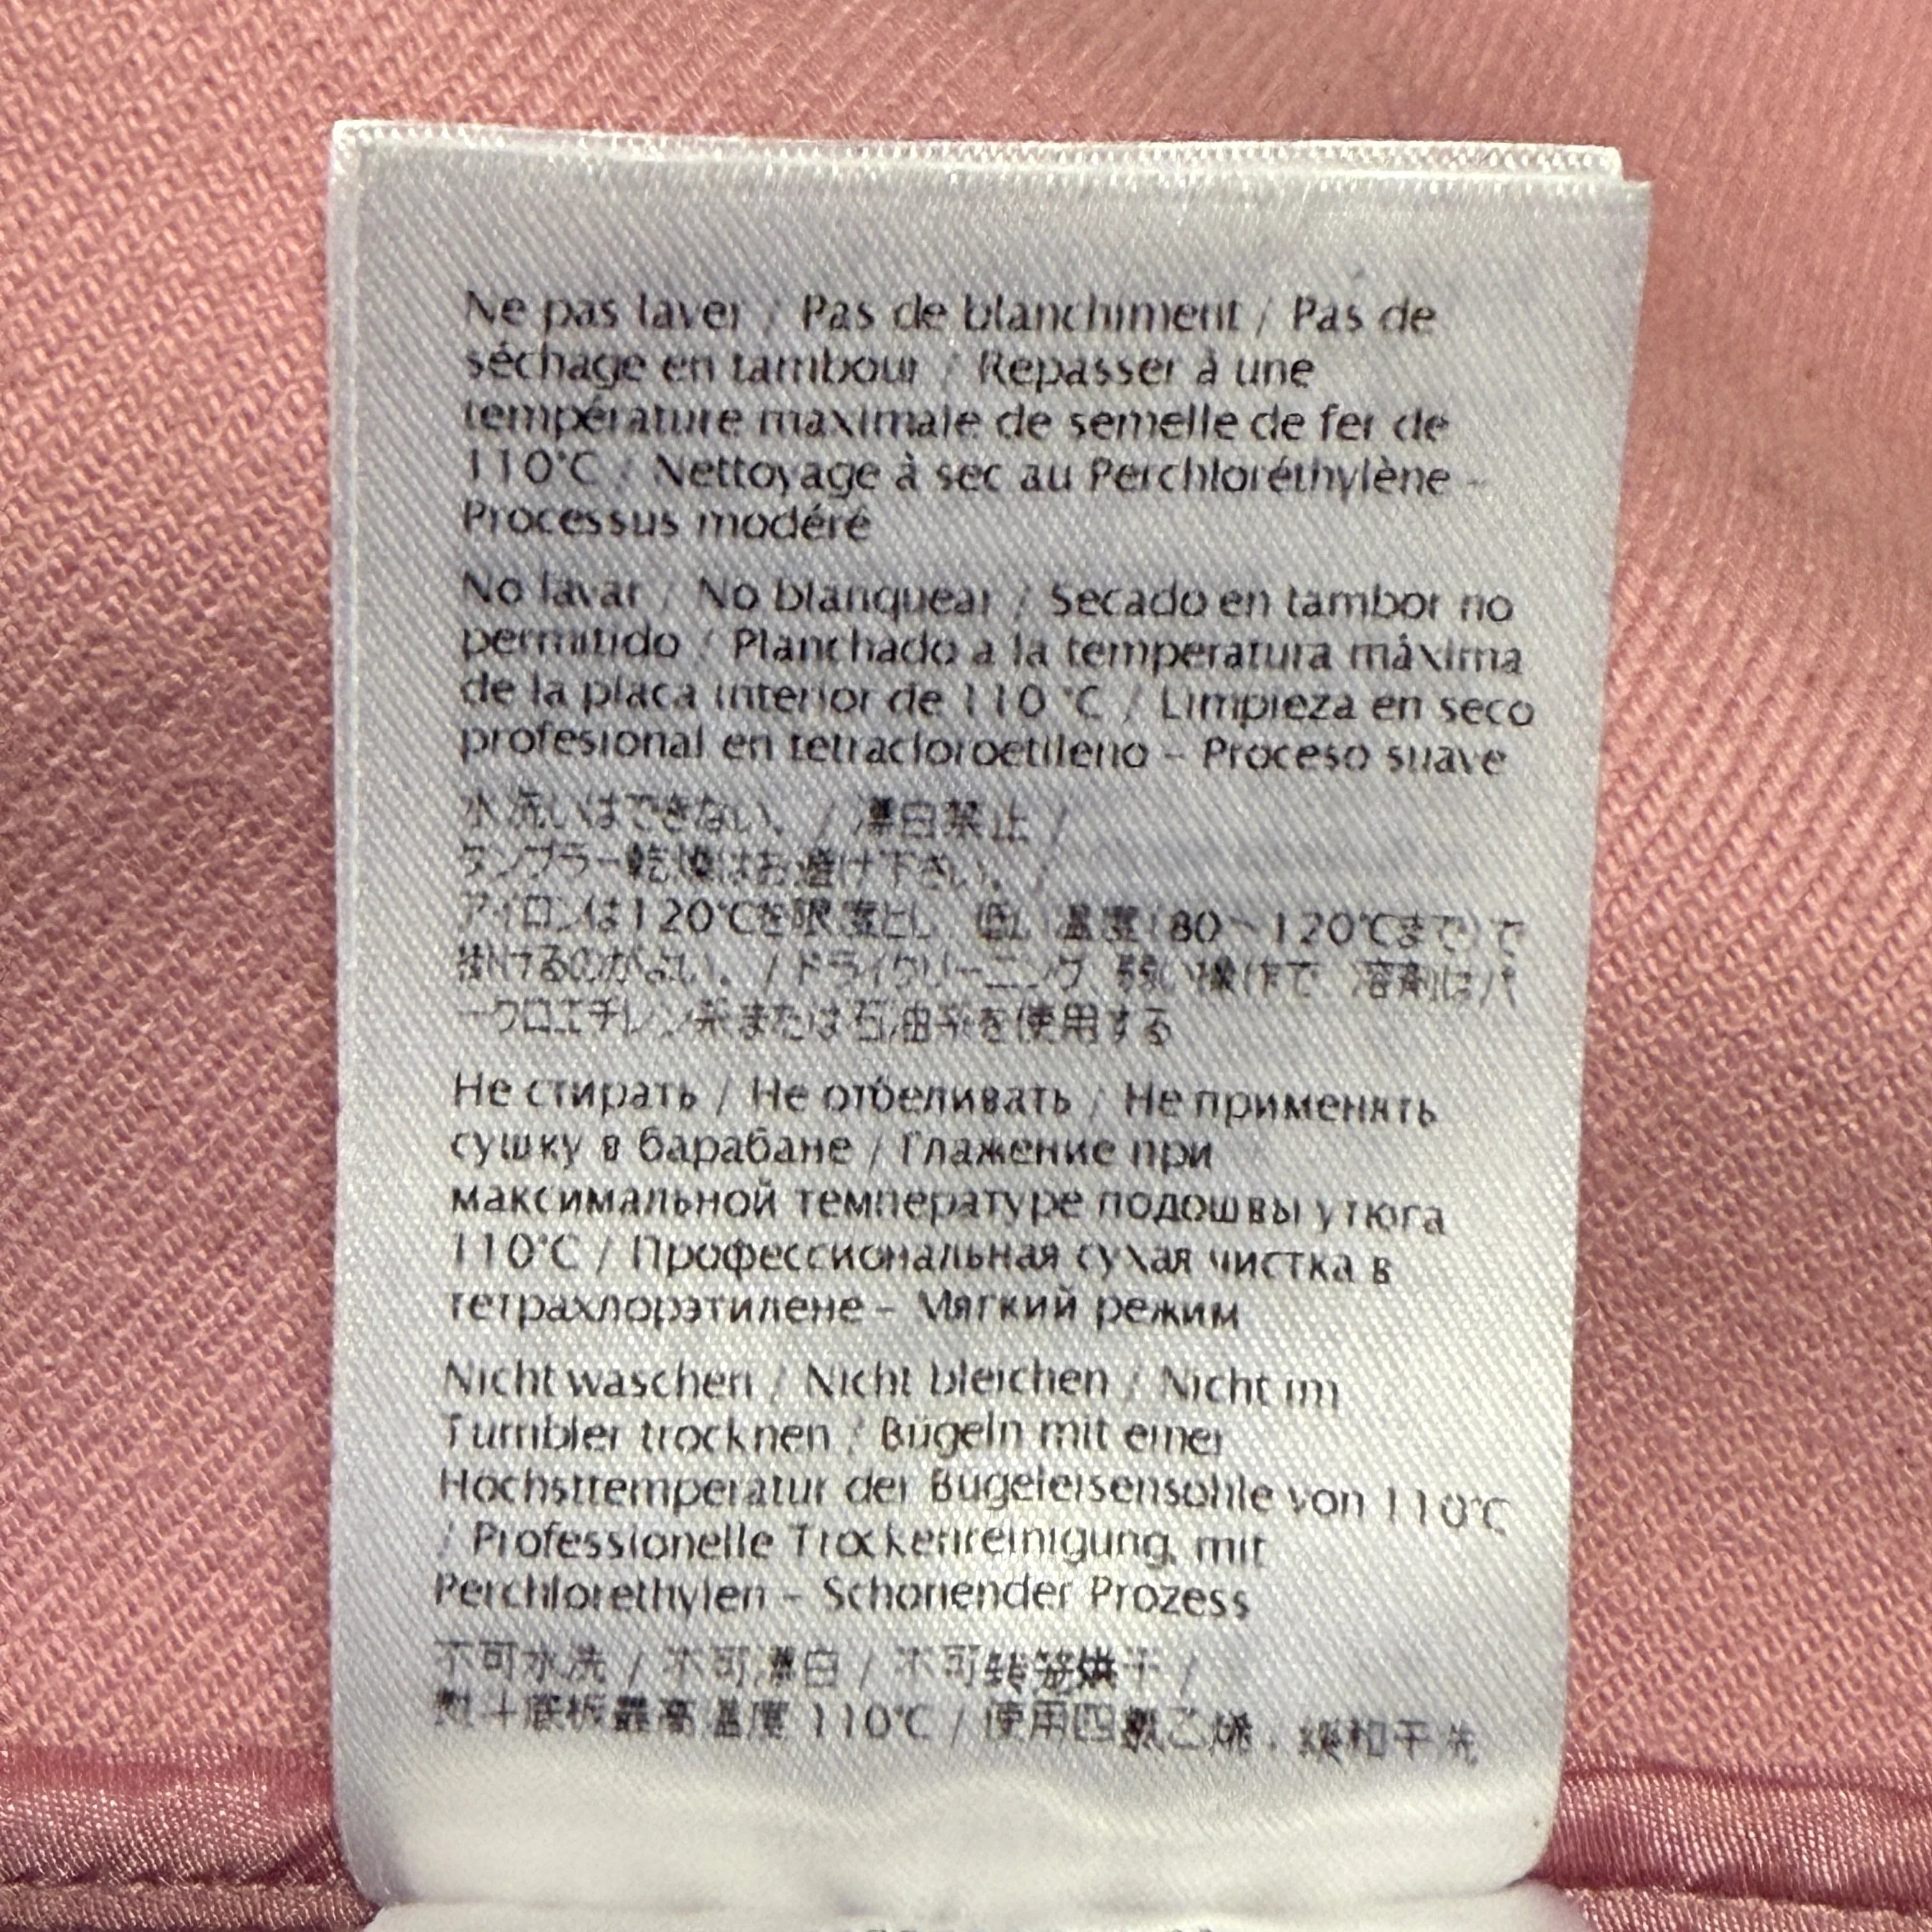 Ne pas laver / Pas de blanchiment / Pas de
séchage en tambour / Repasser à une
température maximale de semelle de fer de
110°C / Nettoyage à sec au Perchloréthylène –
Processus modéré
No lavar / No blanquear / Secado en tambor no
permitido / Planchado a la temperatura máxima
de la placa interior de 110 °C / Limpieza en seco
profesional en tetracloroetileno – Proceso suave
水洗いはできない。 / 漂白禁止 /
タンブラー乾燥はお避け下さい。 /
アイロンは120℃を限度とし 低い温度(80〜120℃まで)で
掛けるのがよい。 / ドライクリーニング 弱い操作で 溶剤はパ
ークロロエチレン系または石油系を使用する
Не стирать / Не отбеливать / Не применять
сушку в барабане / Глажение при
максимальной температуре подошвы утюга
110°C / Профессиональная сухая чистка в
тетрахлорэтилене – Мягкий режим
Nicht waschen / Nicht bleichen / Nicht im
Tumbler trocknen / Bügeln mit einer
Höchsttemperatur der Bügeleisensohle von 110°C
/ Professionelle Trockenreinigung, mit
Perchlorethylen – Schonender Prozess
不可水洗 / 不可漂白 / 不可转笼烘干 /
熨斗底板最高温度 110℃ / 使用四氯乙烯，缓和干洗